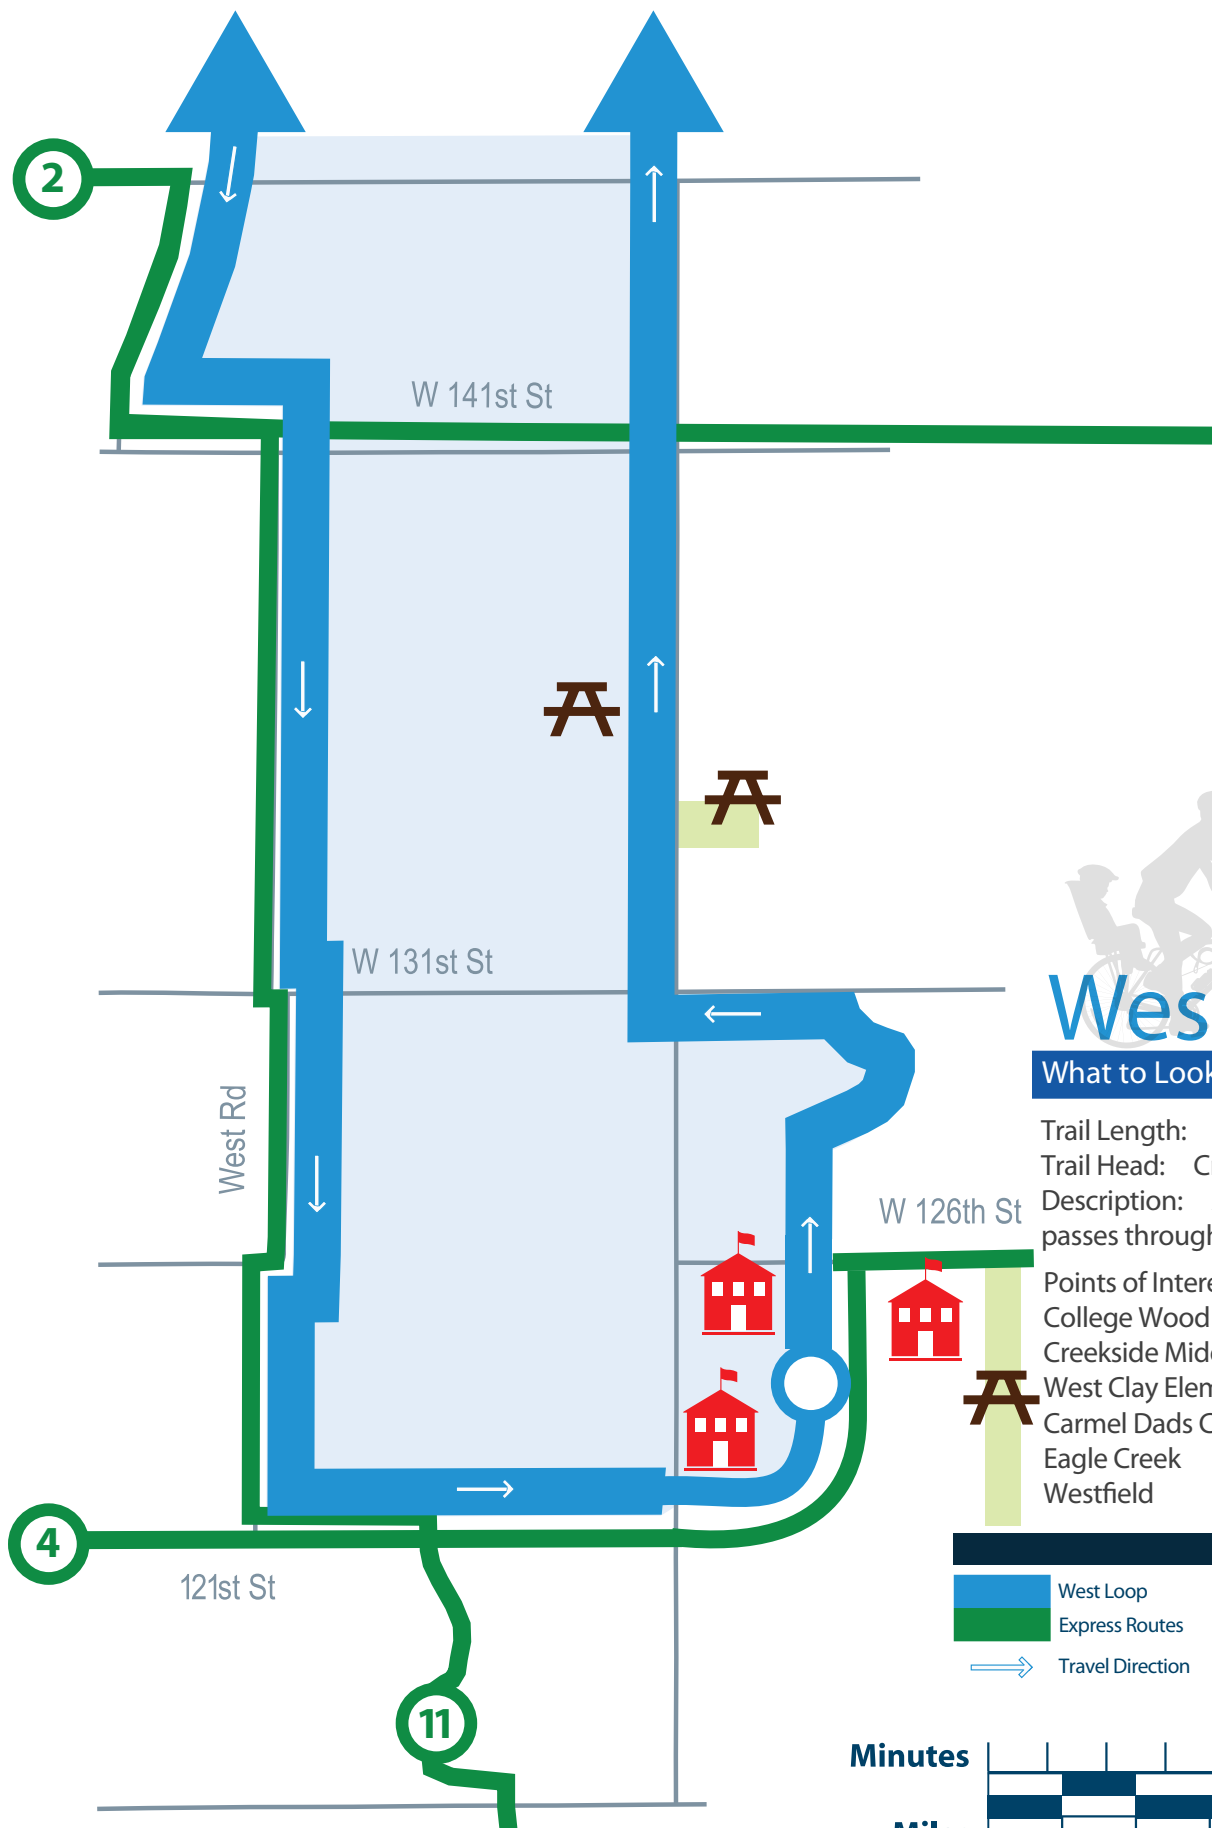 2
W 141st St
W 131st St
West Rd
W 126th St
4
121st St
11
Wes
What to Look
Trail Length:
Trail Head: C
Description:
passes through
Points of Intere
College Wood
Creekside Midd
West Clay Elem
Carmel Dads C
Eagle Creek
Westfield
West Loop
Express Routes
Travel Direction
Minutes